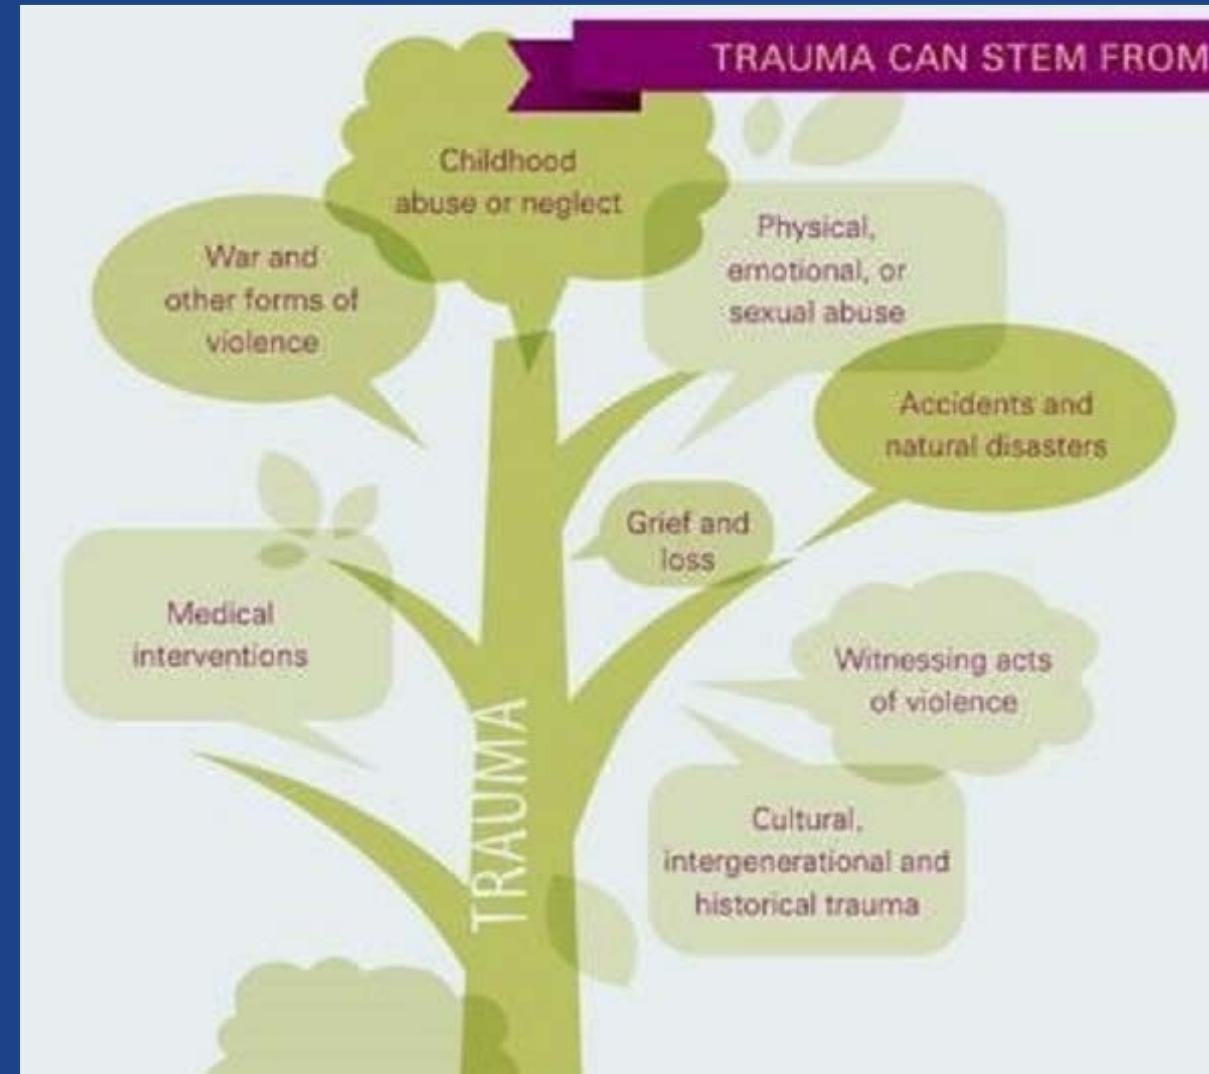 TRAUMA CAN STEM FROM
Childhood
abuse or neglect
War and
other forms of
violence
Physical,
emotional, or
sexual abuse
Accidents and
natural disasters
Grief and
loss
Medical
interventions
Witnessing acts
of violence
Cultural,
intergenerational and
historical trauma
TRAUMA